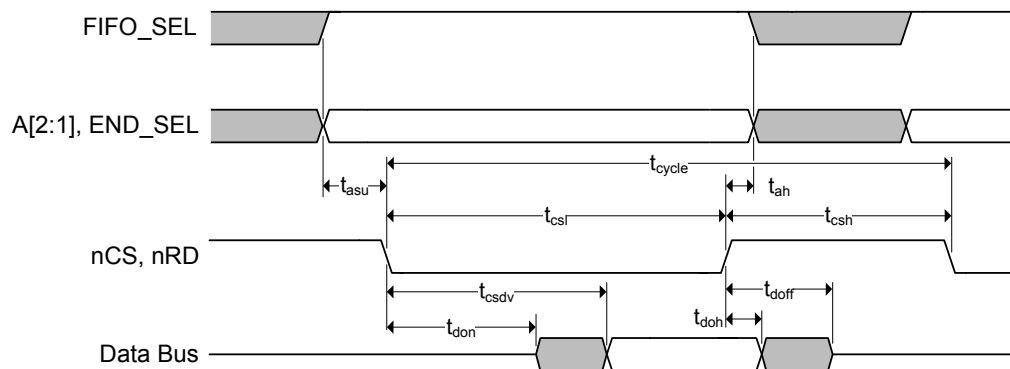 FIFO_SEL
A[2:1], END_SEL
tcycle
tasu
tah
tcsl
tcsh
nCS, nRD
tcsdv
tdoff
tdon
tdoh
Data Bus